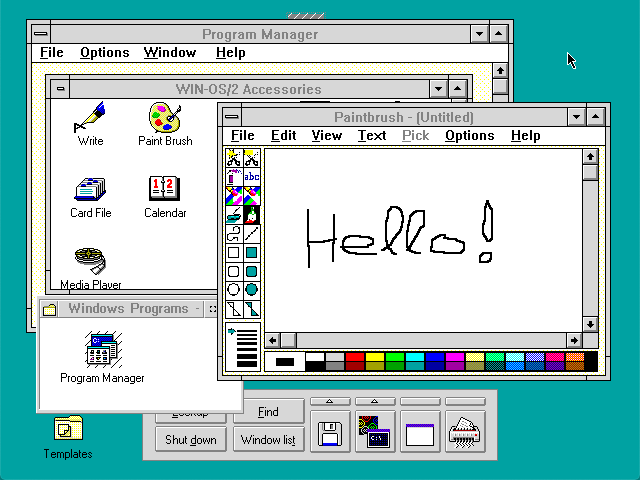 Program Manager
File Options Window Help
WIN-OS/2 Accessories
Write
Paint Brush
Card File
Calendar
Media Player
Paintbrush - (Untitled)
File Edit View Text Pick Options Help
abc
Hello!
Windows Programs -
Program Manager
Templates
Lockup
Find
Shut down
Window list